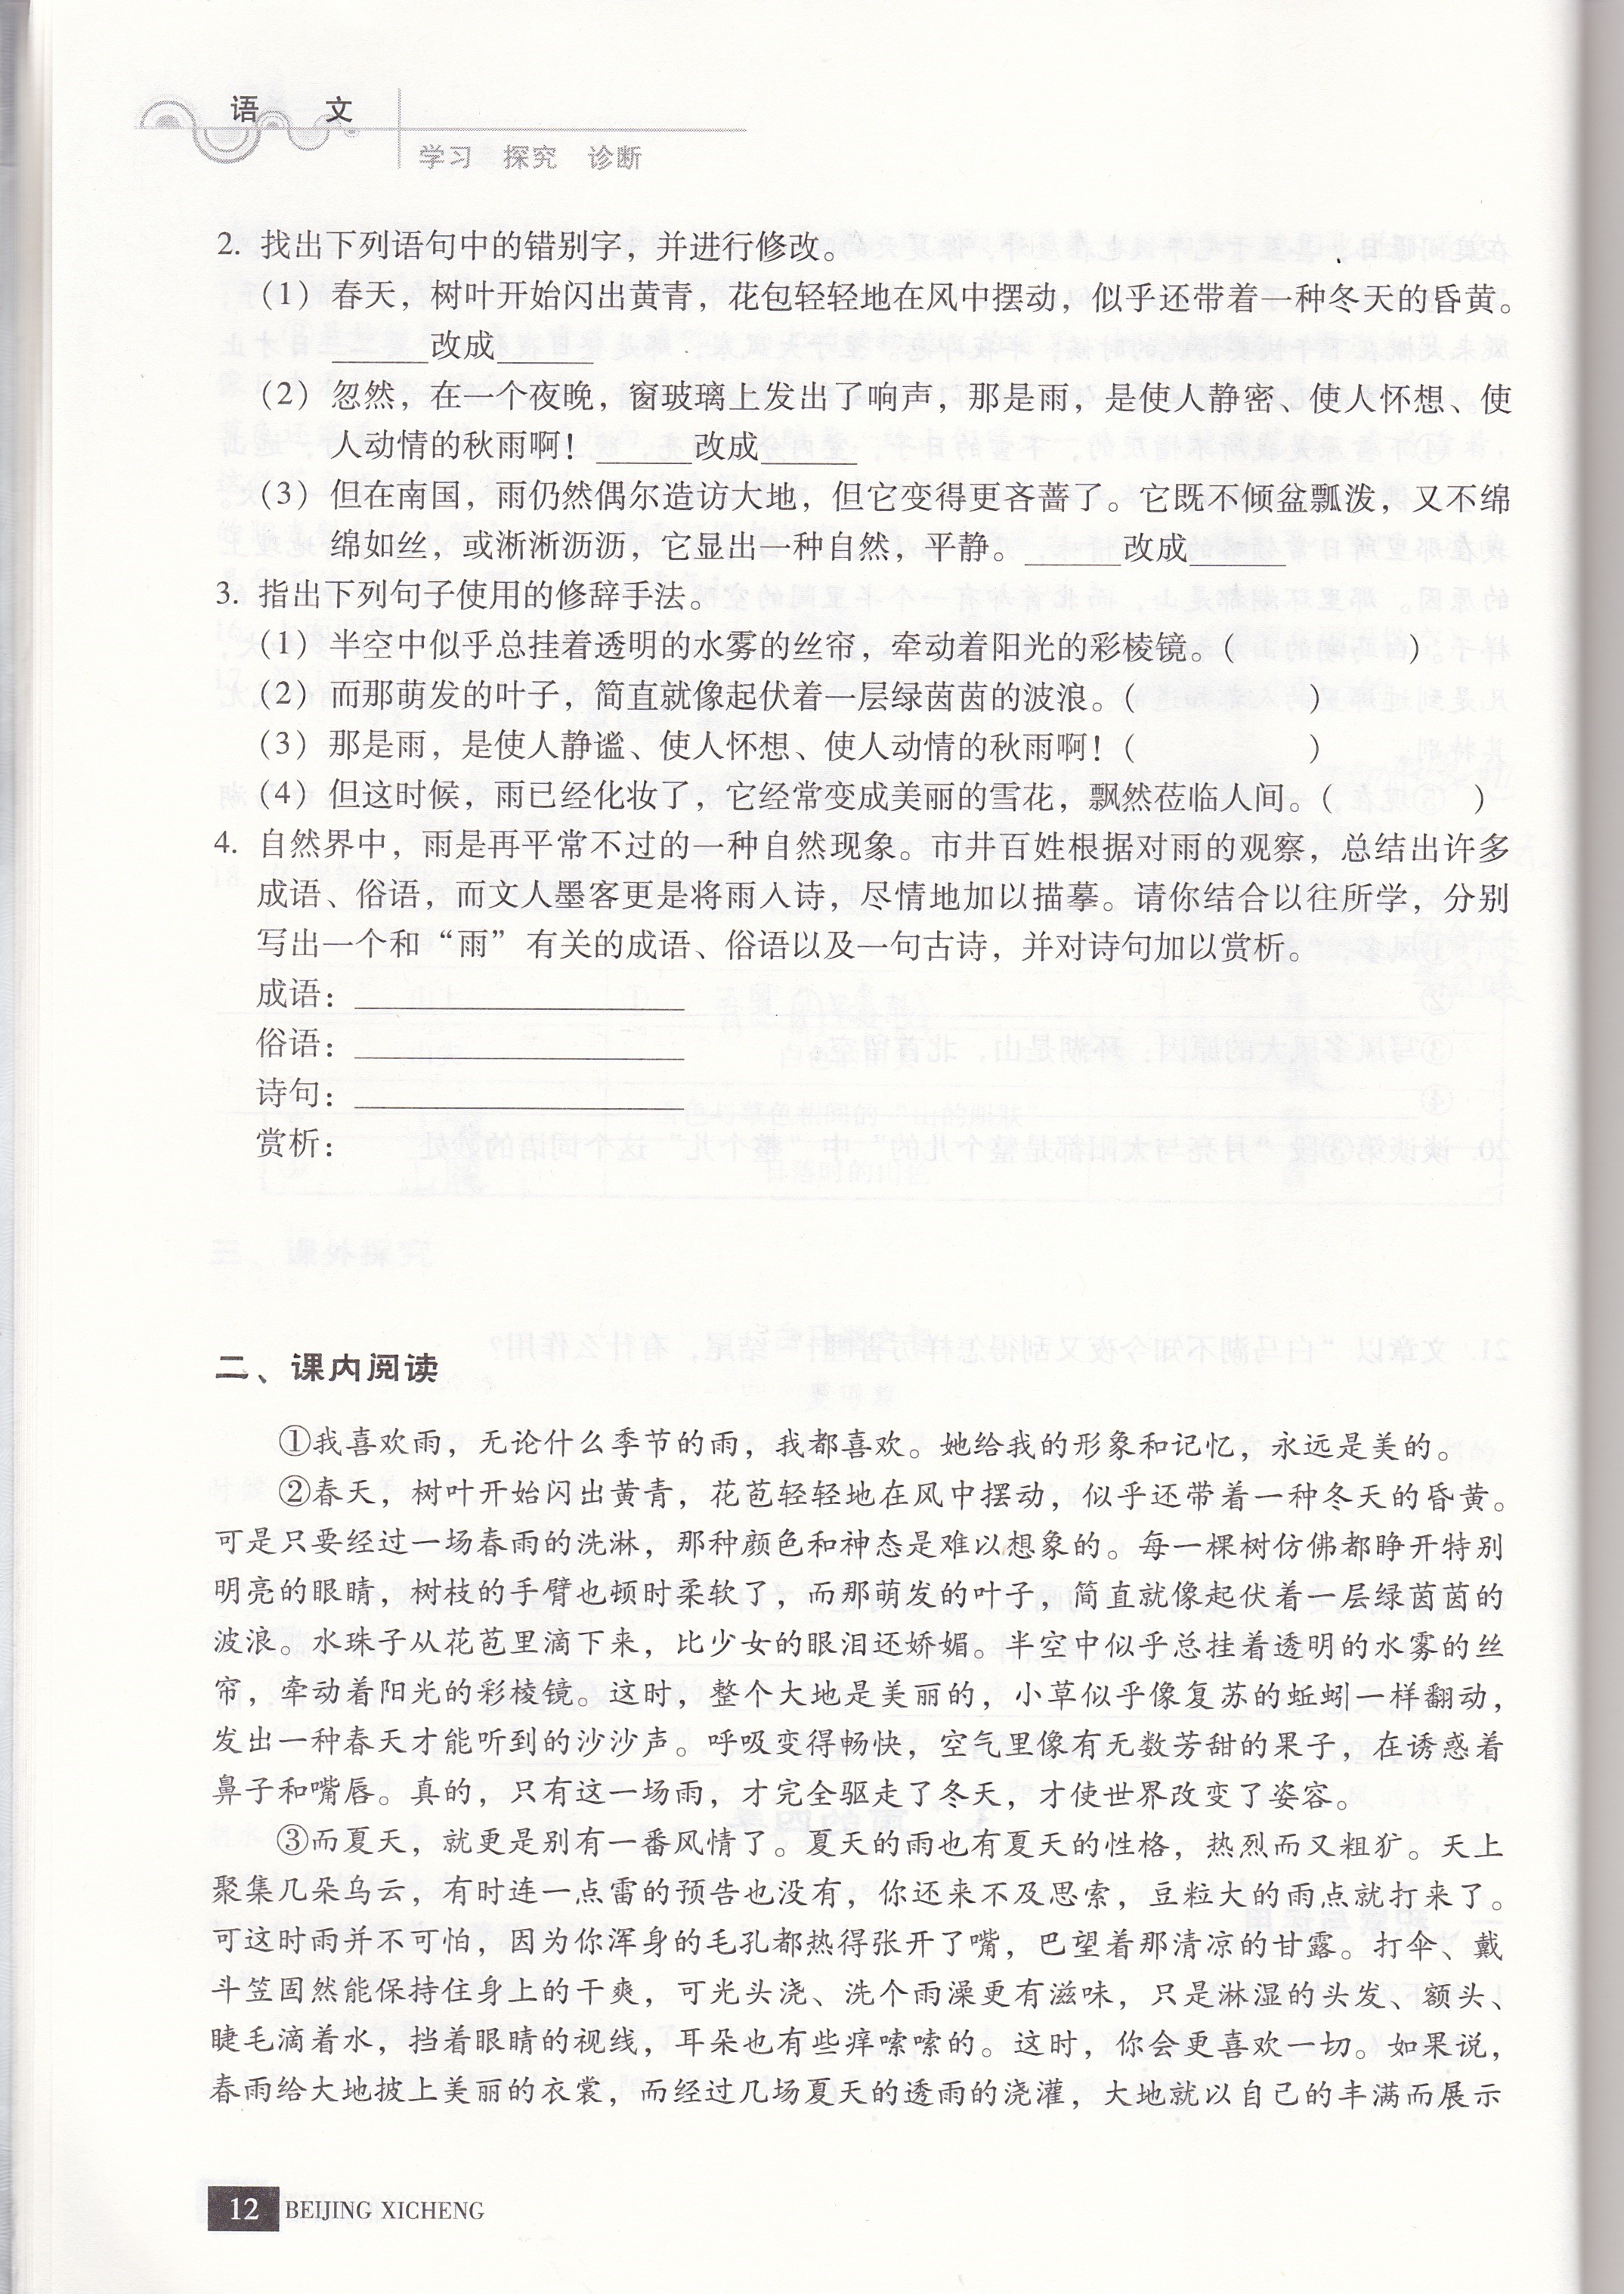 语 文
学习 探究 诊断
2. 找出下列语句中的错别字，并进行修改。
（1）春天，树叶开始闪出黄青，花包轻轻地在风中摆动，似乎还带着一种冬天的昏黄。
______改成______
（2）忽然，在一个夜晚，窗玻璃上发出了响声，那是雨，是使人静密、使人怀想、使
人动情的秋雨啊！______改成______
（3）但在南国，雨仍然偶尔造访大地，但它变得更吝蔷了。它既不倾盆瓢泼，又不绵
绵如丝，或淅淅沥沥，它显出一种自然，平静。______改成______
3. 指出下列句子使用的修辞手法。
（1）半空中似乎总挂着透明的水雾的丝帘，牵动着阳光的彩棱镜。（ ）
（2）而那萌发的叶子，简直就像起伏着一层绿茵茵的波浪。（ ）
（3）那是雨，是使人静谧、使人怀想、使人动情的秋雨啊！（ ）
（4）但这时候，雨已经化妆了，它经常变成美丽的雪花，飘然莅临人间。（ ）
4. 自然界中，雨是再平常不过的一种自然现象。市井百姓根据对雨的观察，总结出许多
成语、俗语，而文人墨客更是将雨入诗，尽情地加以描摹。请你结合以往所学，分别
写出一个和“雨”有关的成语、俗语以及一句古诗，并对诗句加以赏析。
成语：____________________
俗语：____________________
诗句：____________________
赏析：
二、课内阅读
①我喜欢雨，无论什么季节的雨，我都喜欢。她给我的形象和记忆，永远是美的。
②春天，树叶开始闪出黄青，花苞轻轻地在风中摆动，似乎还带着一种冬天的昏黄。
可是只要经过一场春雨的洗淋，那种颜色和神态是难以想象的。每一棵树仿佛都睁开特别
明亮的眼睛，树枝的手臂也顿时柔软了，而那萌发的叶子，简直就像起伏着一层绿茵茵的
波浪。水珠子从花苞里滴下来，比少女的眼泪还娇媚。半空中似乎总挂着透明的水雾的丝
帘，牵动着阳光的彩棱镜。这时，整个大地是美丽的，小草似乎像复苏的蚯蚓一样翻动，
发出一种春天才能听到的沙沙声。呼吸变得畅快，空气里像有无数芳甜的果子，在诱惑着
鼻子和嘴唇。真的，只有这一场雨，才完全驱走了冬天，才使世界改变了姿容。
③而夏天，就更是别有一番风情了。夏天的雨也有夏天的性格，热烈而又粗犷。天上
聚集几朵乌云，有时连一点雷的预告也没有，你还来不及思索，豆粒大的雨点就打来了。
可这时雨并不可怕，因为你浑身的毛孔都热得张开了嘴，巴望着那清凉的甘露。打伞、戴
斗笠固然能保持住身上的干爽，可光头浇、洗个雨澡更有滋味，只是淋湿的头发、额头、
睫毛滴着水，挡着眼睛的视线，耳朵也有些痒嗦嗦的。这时，你会更喜欢一切。如果说，
春雨给大地披上美丽的衣裳，而经过几场夏天的透雨的浇灌，大地就以自己的丰满而展示
12 BEIJING XICHENG